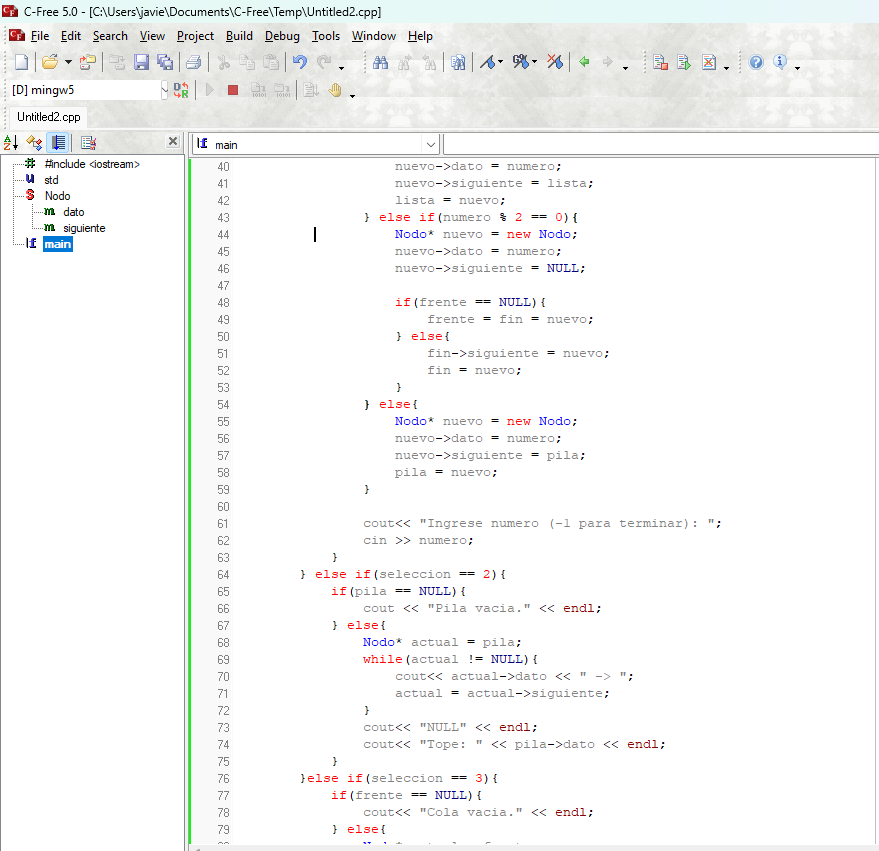 C-Free 5.0 - [C:\Users\javie\Documents\C-Free\Temp\Untitled2.cpp]
File Edit Search View Project Build Debug Tools Window Help
[D] mingw5
Untitled2.cpp
main
#include <iostream>
std
Nodo
dato
siguiente
main
40 nuevo->dato = numero;
41 nuevo->siguiente = lista;
42 lista = nuevo;
43 } else if(numero % 2 == 0){
44 Nodo* nuevo = new Nodo;
45 nuevo->dato = numero;
46 nuevo->siguiente = NULL;
47
48 if(frente == NULL){
49 frente = fin = nuevo;
50 } else{
51 fin->siguiente = nuevo;
52 fin = nuevo;
53 }
54 } else{
55 Nodo* nuevo = new Nodo;
56 nuevo->dato = numero;
57 nuevo->siguiente = pila;
58 pila = nuevo;
59 }
60
61 cout<< "Ingrese numero (-1 para terminar): ";
62 cin >> numero;
63 }
64 } else if(seleccion == 2){
65 if(pila == NULL){
66 cout << "Pila vacia." << endl;
67 } else{
68 Nodo* actual = pila;
69 while(actual != NULL){
70 cout<< actual->dato << " -> ";
71 actual = actual->siguiente;
72 }
73 cout<< "NULL" << endl;
74 cout<< "Tope: " << pila->dato << endl;
75 }
76 }else if(seleccion == 3){
77 if(frente == NULL){
78 cout<< "Cola vacia." << endl;
79 } else{